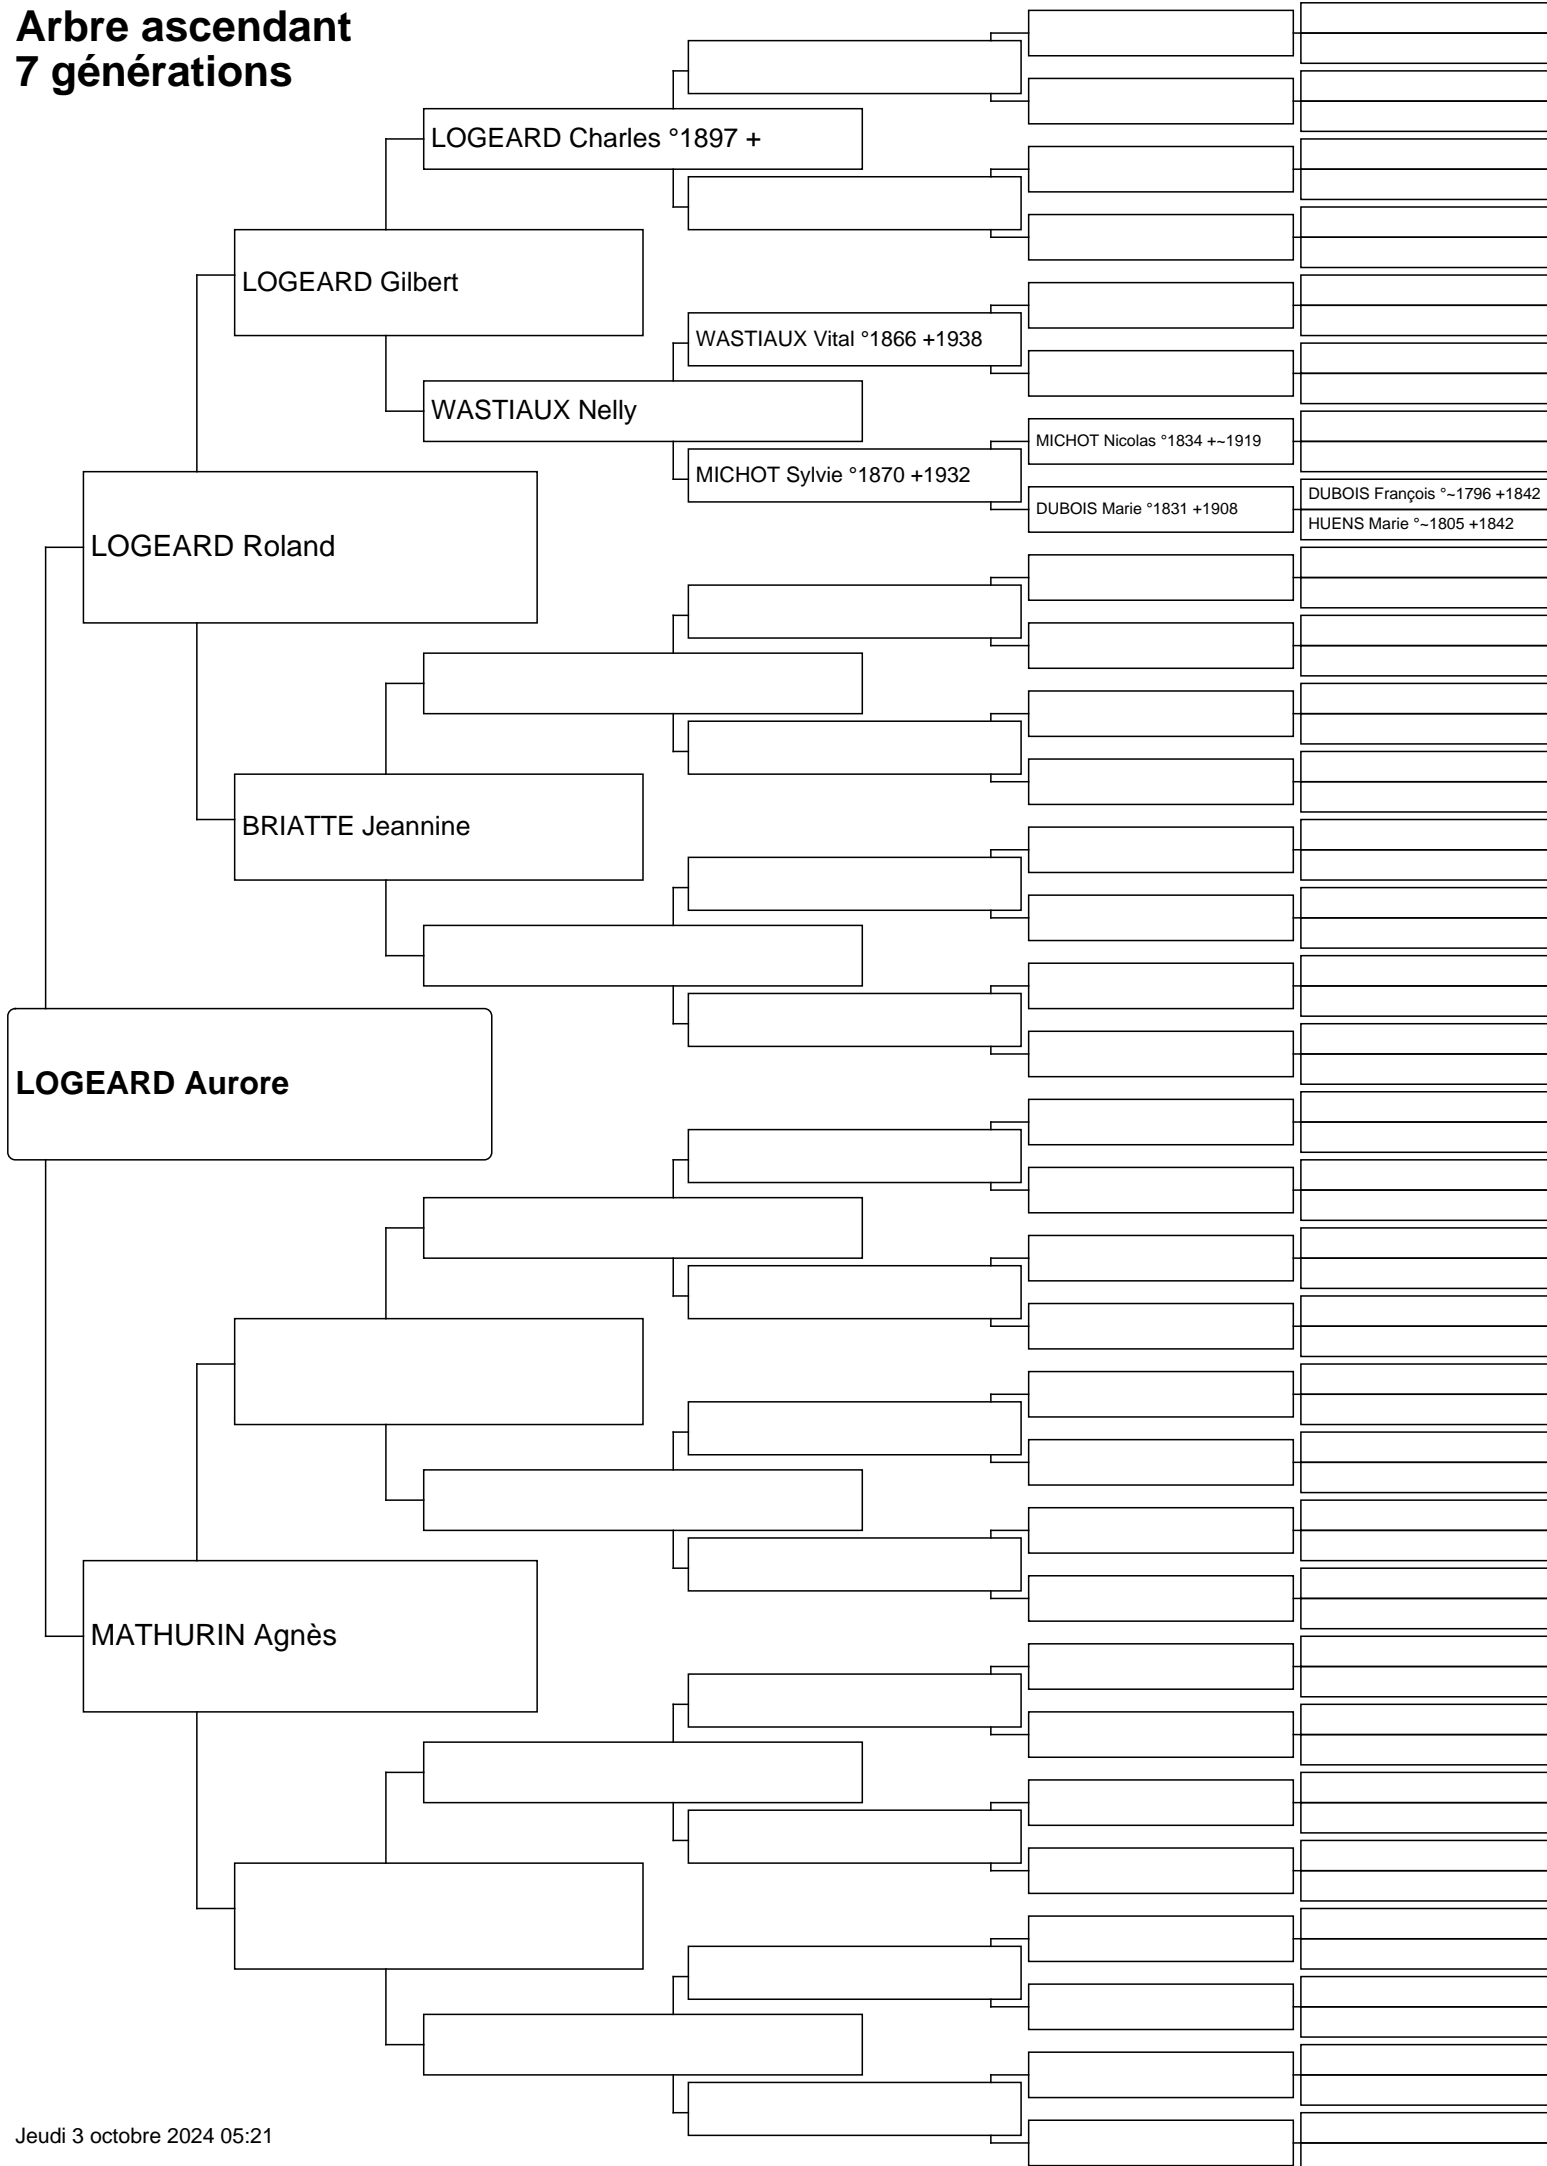 Arbre ascendant
7 générations
LOGEARD Charles °1897 +
LOGEARD Gilbert
WASTIAUX Vital °1866 +1938
WASTIAUX Nelly
MICHOT Nicolas °1834 +~1919
MICHOT Sylvie °1870 +1932
DUBOIS François °~1796 +1842
DUBOIS Marie °1831 +1908
HUENS Marie °~1805 +1842
LOGEARD Roland
BRIATTE Jeannine
LOGEARD Aurore
MATHURIN Agnès
Jeudi 3 octobre 2024 05:21